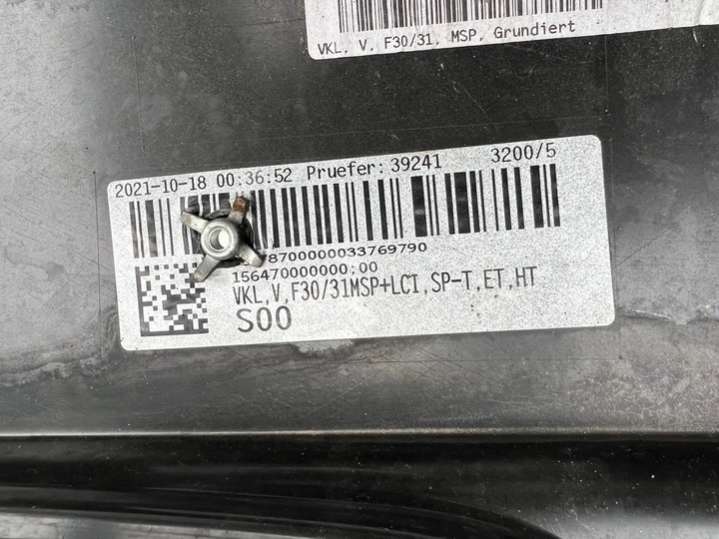 VKL, V, F30/31, MSP, Grundiert
2021-10-18 00:36:52 Pruefer:39241 3200/5
8700000033769790
156470000000;00
VKL,V,F30/31MSP+LCI,SP-T,ET,HT
S00